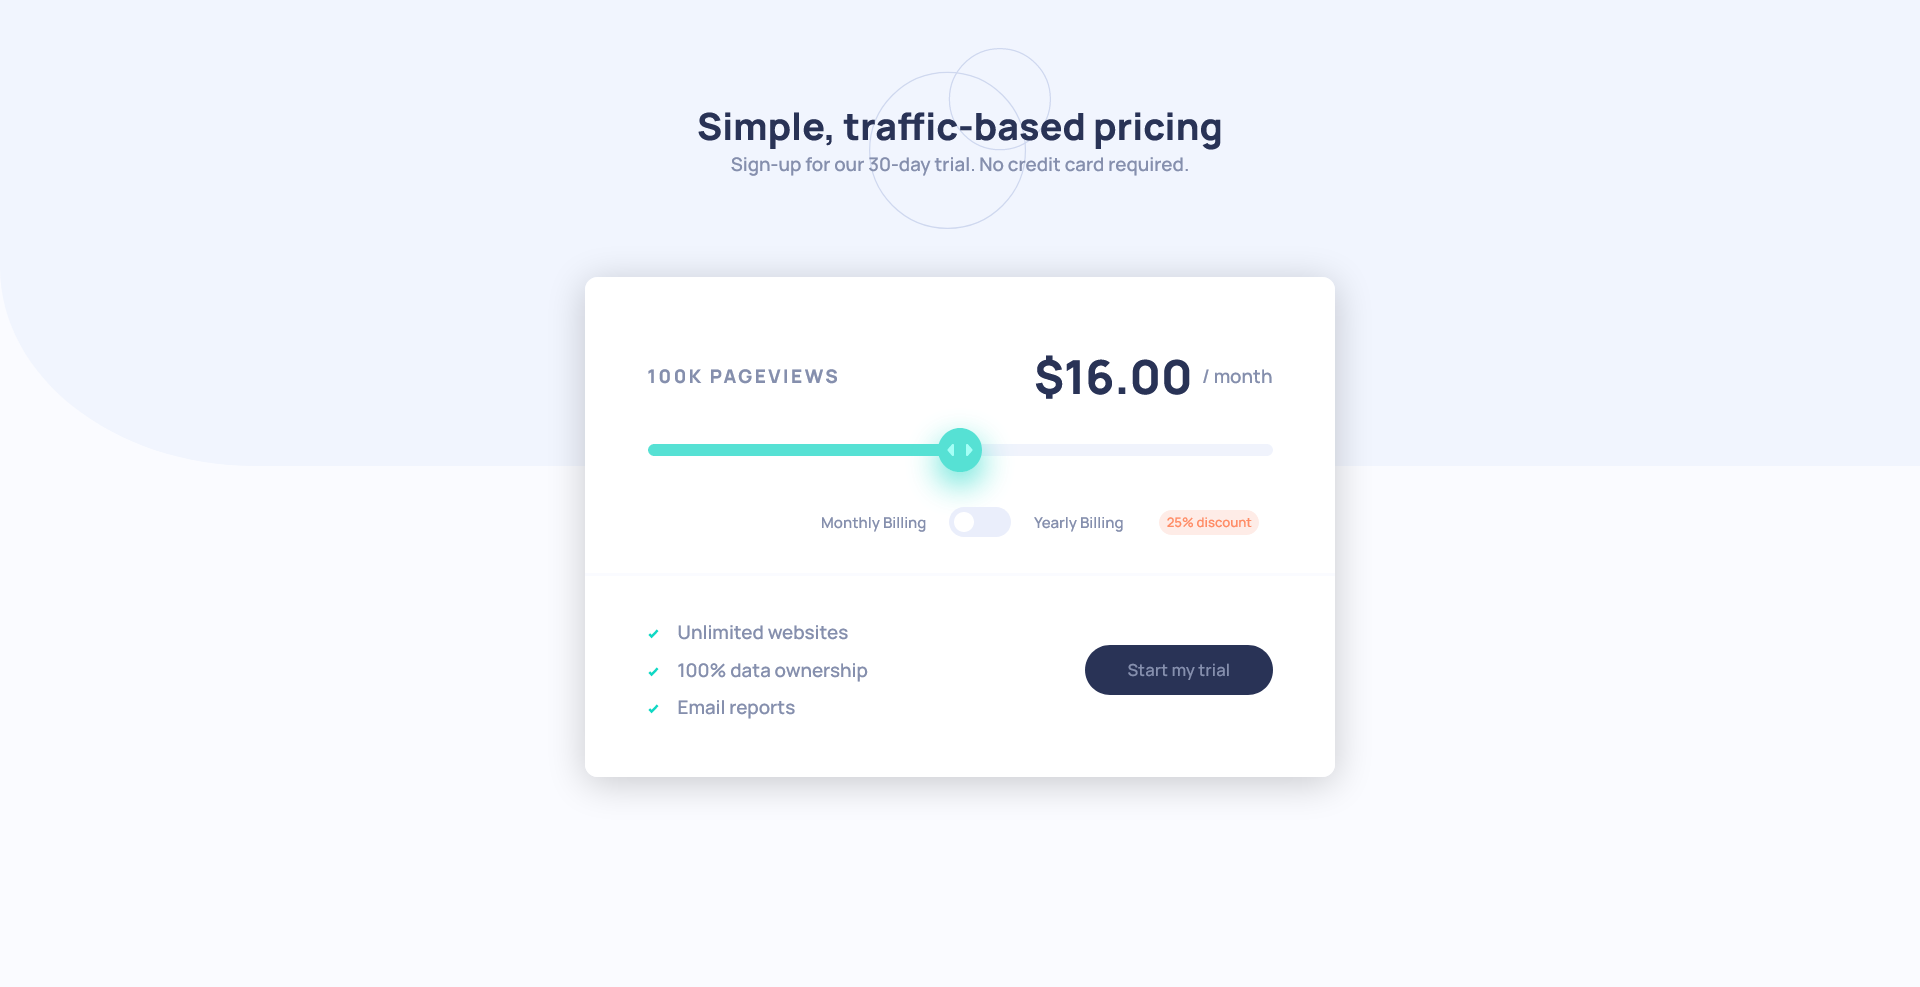 Simple, traffic-based pricing
Sign-up for our 30-day trial. No credit card required.
100K PAGEVIEWS
$16.00 / month
Monthly Billing
Yearly Billing
25% discount
Unlimited websites
100% data ownership
Email reports
Start my trial